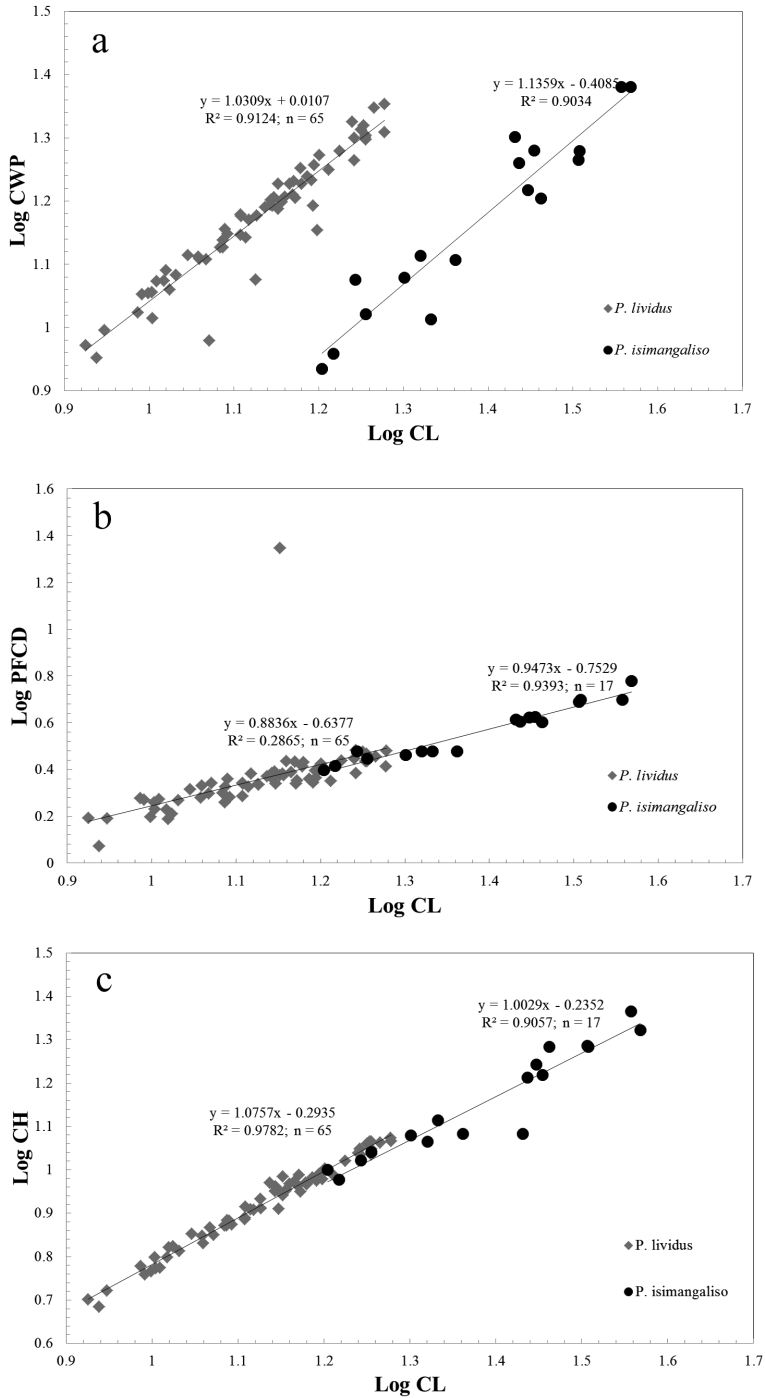 a
Log CWP
1.5
1.4
1.3
1.2
1.1
1
0.9
y = 1.0309x + 0.0107
R² = 0.9124; n = 65
y = 1.1359x - 0.4085
R² = 0.9034
P. lividus
P. isimangaliso
0.9 1 1.1 1.2 1.3 1.4 1.5 1.6 1.7
Log CL
b
Log PFCD
1.6
1.4
1.2
1
0.8
0.6
0.4
0.2
0
y = 0.9473x - 0.7529
R² = 0.9393; n = 17
y = 0.8836x - 0.6377
R² = 0.2865; n = 65
P. lividus
P. isimangaliso
0.9 1 1.1 1.2 1.3 1.4 1.5 1.6 1.7
Log CL
c
Log CH
1.5
1.4
1.3
1.2
1.1
1
0.9
0.8
0.7
0.6
y = 1.0029x - 0.2352
R² = 0.9057; n = 17
y = 1.0757x - 0.2935
R² = 0.9782; n = 65
P. lividus
P. isimangaliso
0.9 1 1.1 1.2 1.3 1.4 1.5 1.6 1.7
Log CL